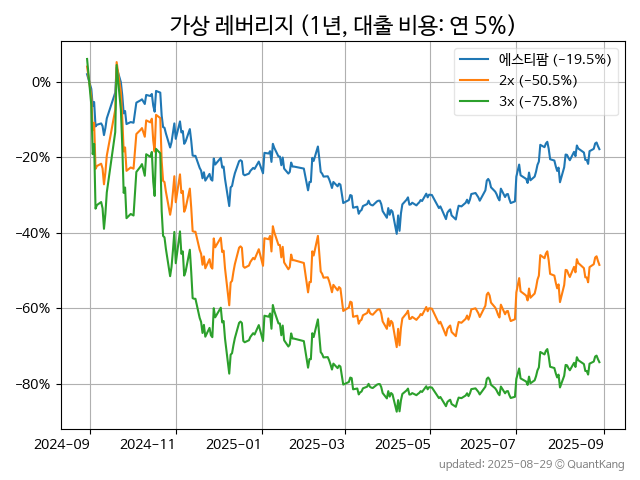 가상 레버리지 (1년, 대출 비용: 연 5%)
에스티팜 (−19.5%)
2x (−50.5%)
3x (−75.8%)
0%
−20%
−40%
−60%
−80%
2024-09 2024-11 2025-01 2025-03 2025-05 2025-07 2025-09
updated: 2025-08-29 © QuantKang